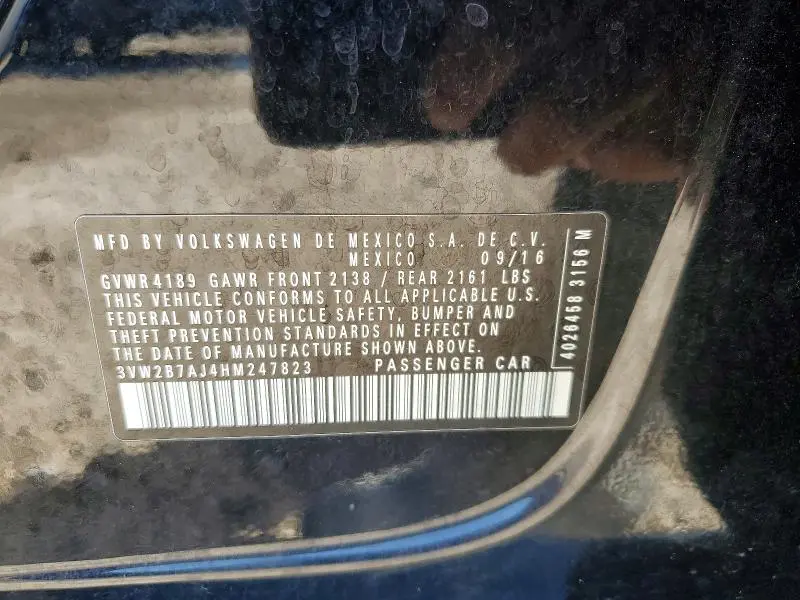 MFD BY VOLKSWAGEN DE MEXICO S.A. DE C.V.
MEXICO 09/16
GVWR 4189 GAWR FRONT 2138 / REAR 2161 LBS
THIS VEHICLE CONFORMS TO ALL APPLICABLE U.S.
FEDERAL MOTOR VEHICLE SAFETY, BUMPER AND
THEFT PREVENTION STANDARDS IN EFFECT ON
THE DATE OF MANUFACTURE SHOWN ABOVE.
3VW2B7AJ4HM247823 PASSENGER CAR
4026458 3156 M